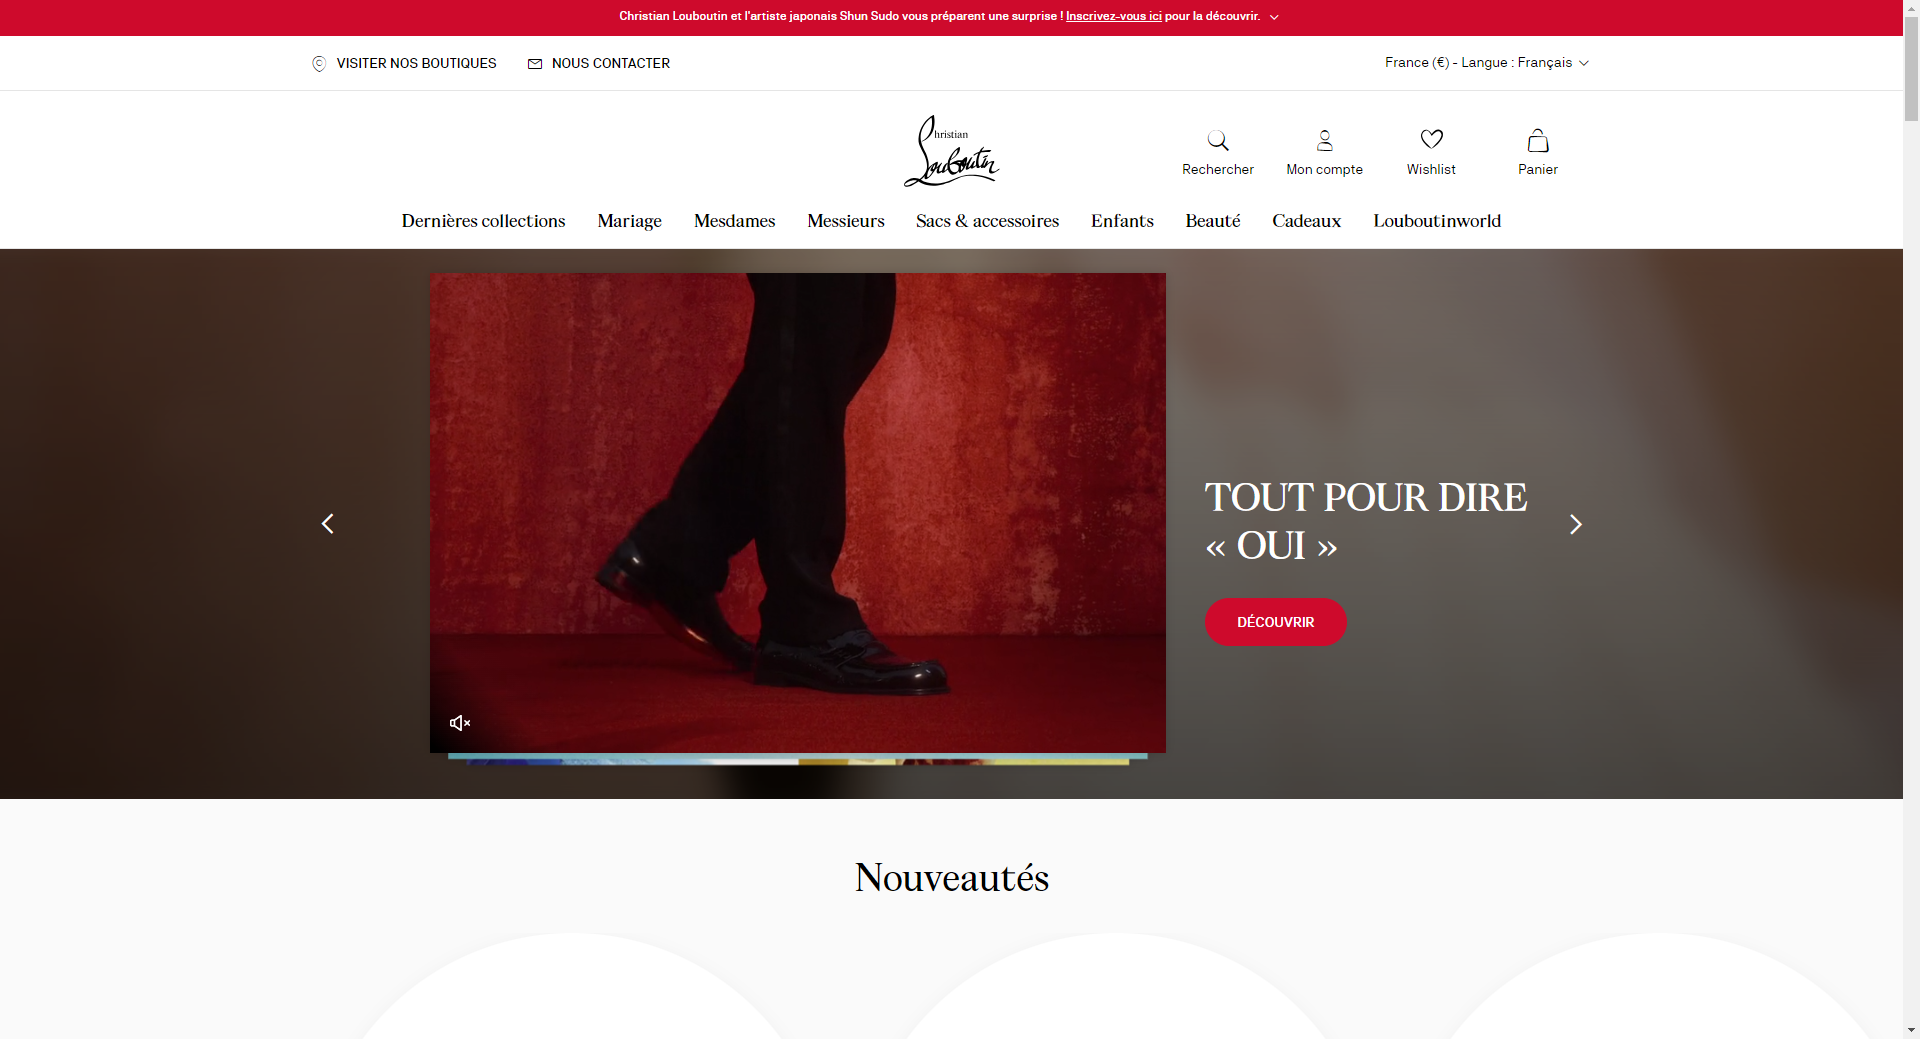 Christian Louboutin et l'artiste japonais Shun Sudo vous préparent une surprise ! Inscrivez-vous ici pour la découvrir.
VISITER NOS BOUTIQUES
NOUS CONTACTER
France (€) - Langue : Français
Christian
Louboutin
Rechercher
Mon compte
Wishlist
Panier
Dernières collections
Mariage
Mesdames
Messieurs
Sacs & accessoires
Enfants
Beauté
Cadeaux
Louboutinworld
TOUT POUR DIRE
« OUI »
DÉCOUVRIR
Nouveautés